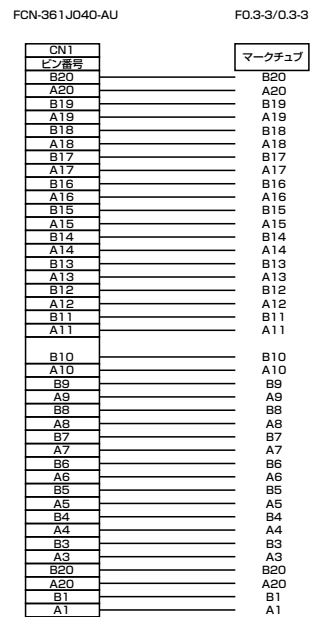 FCN-361J040-AU F0.3-3/0.3-3
CN1
ピン番号 マークチュブ
B20 B20
A20 A20
B19 B19
A19 A19
B18 B18
A18 A18
B17 B17
A17 A17
B16 B16
A16 A16
B15 B15
A15 A15
B14 B14
A14 A14
B13 B13
A13 A13
B12 B12
A12 A12
B11 B11
A11 A11
B10 B10
A10 A10
B9 B9
A9 A9
B8 B8
A8 A8
B7 B7
A7 A7
B6 B6
A6 A6
B5 B5
A5 A5
B4 B4
A4 A4
B3 B3
A3 A3
B20 B20
A20 A20
B1 B1
A1 A1